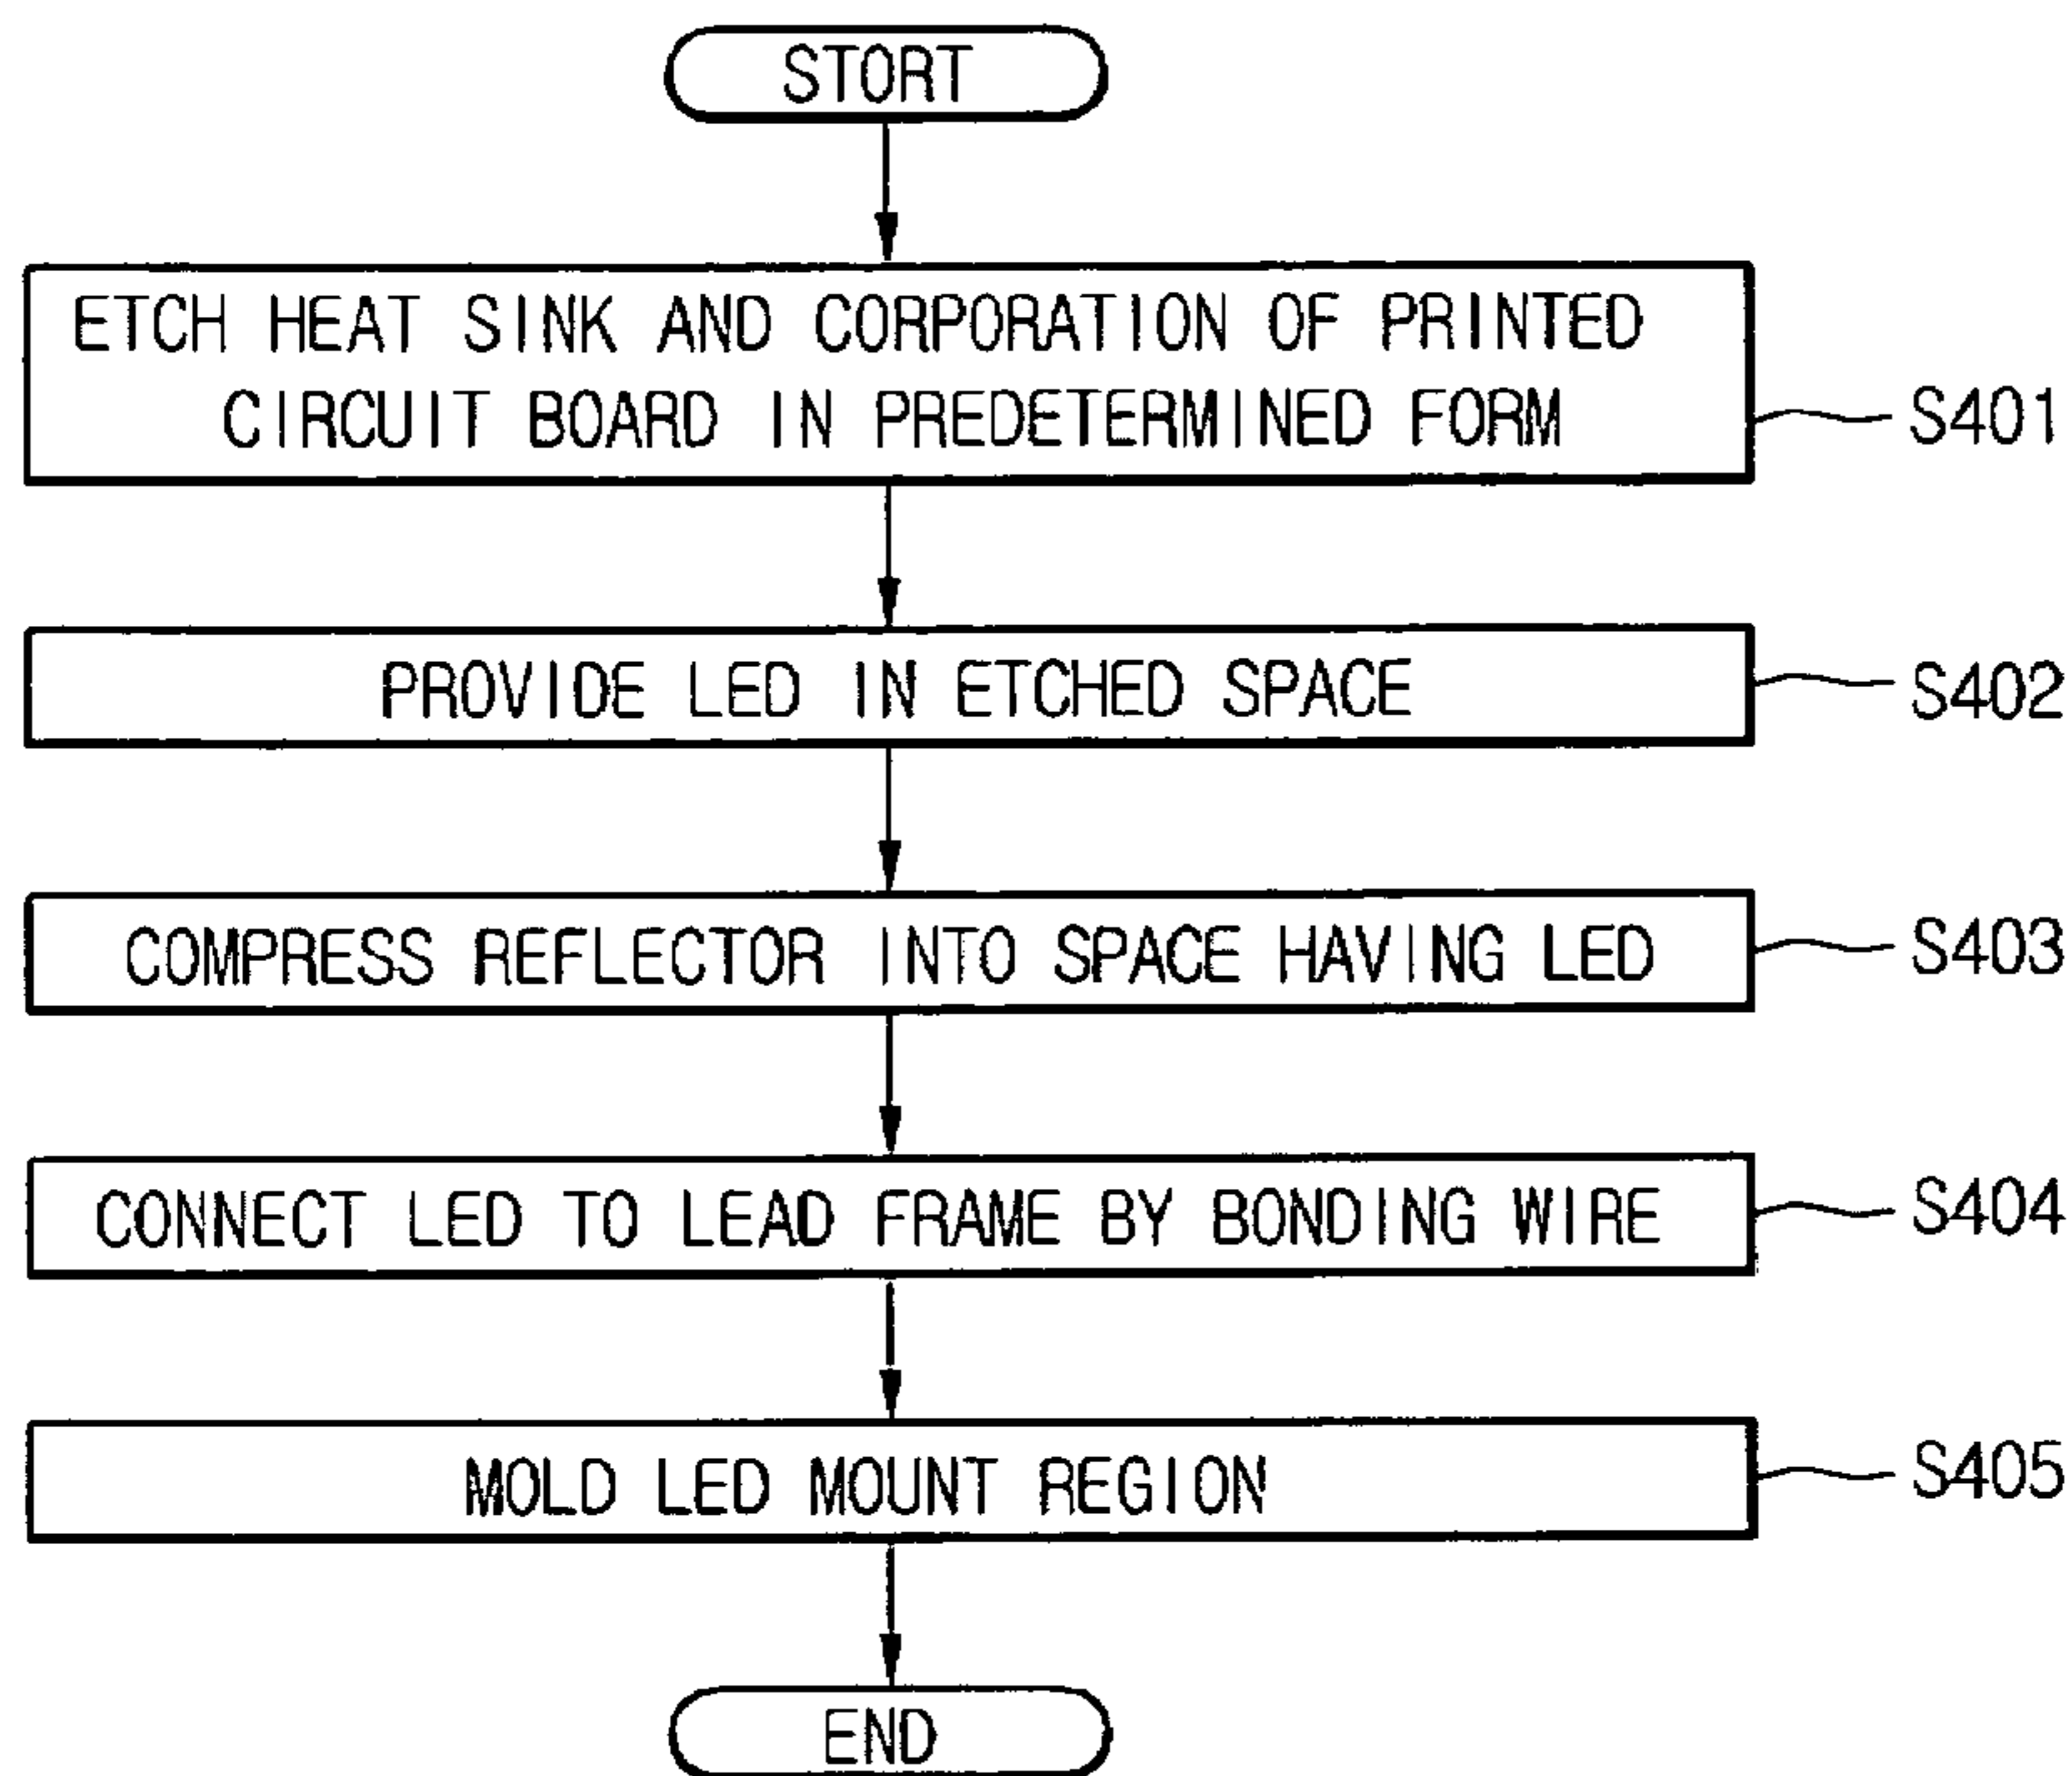 STORT
ETCH HEAT SINK AND CORPORATION OF PRINTED
CIRCUIT BOARD IN PREDETERMINED FORM
S401
PROVIDE LED IN ETCHED SPACE
S402
COMPRESS REFLECTOR INTO SPACE HAVING LED
S403
CONNECT LED TO LEAD FRAME BY BONDING WIRE
S404
MOLD LED MOUNT REGION
S405
END